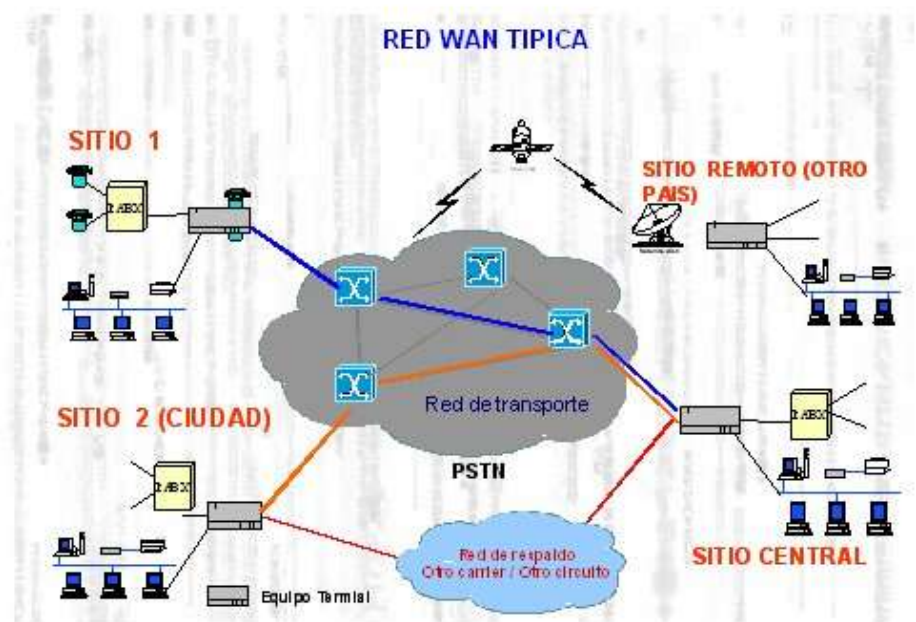 RED WAN TIPICA
SITIO 1
SITIO REMOTO (OTRO
PAIS)
PABX
Red de transporte
SITIO 2 (CIUDAD)
PABX
PABX
PSTN
Red de respaldo
Otro carrier / Otro circuito
SITIO CENTRAL
Equipo Termial